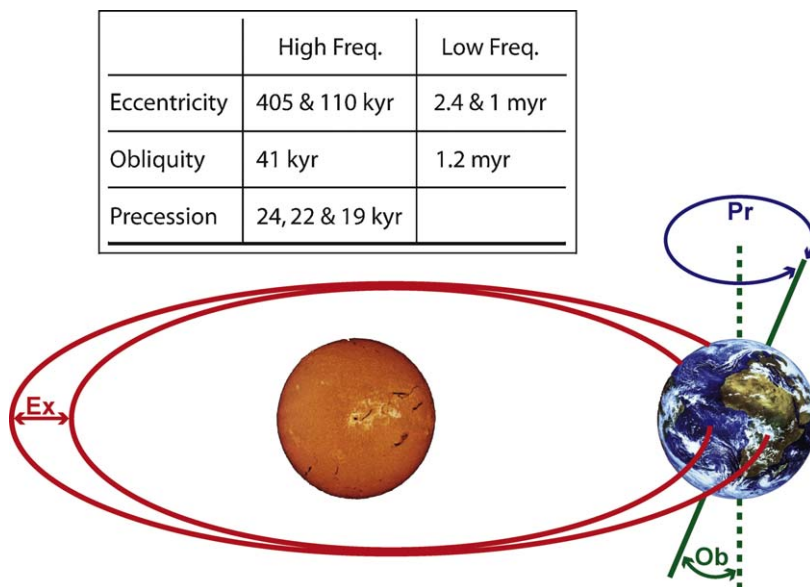 High Freq. Low Freq.
Eccentricity 405 & 110 kyr 2.4 & 1 myr
Obliquity 41 kyr 1.2 myr
Precession 24, 22 & 19 kyr
Pr
Ex
Ob